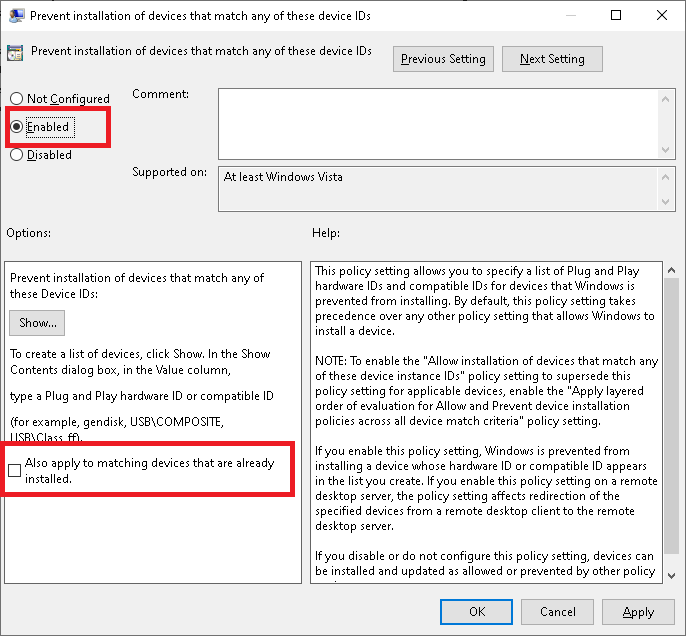 Prevent installation of devices that match any of these device IDs
Prevent installation of devices that match any of these device IDs
Previous Setting
Next Setting
Not Configured
Enabled
Disabled
Comment:
Supported on:
At least Windows Vista
Options:
Help:
Prevent installation of devices that match any of
these Device IDs:
Show...
To create a list of devices, click Show. In the Show
Contents dialog box, in the Value column,
type a Plug and Play hardware ID or compatible ID
(for example, gendisk, USB\COMPOSITE,
USB\Class_ff).
Also apply to matching devices that are already
installed.
This policy setting allows you to specify a list of Plug and Play
hardware IDs and compatible IDs for devices that Windows is
prevented from installing. By default, this policy setting takes
precedence over any other policy setting that allows Windows to
install a device.
NOTE: To enable the "Allow installation of devices that match any
of these device instance IDs" policy setting to supersede this
policy setting for applicable devices, enable the "Apply layered
order of evaluation for Allow and Prevent device installation
policies across all device match criteria" policy setting.
If you enable this policy setting, Windows is prevented from
installing a device whose hardware ID or compatible ID appears
in the list you create. If you enable this policy setting on a remote
desktop server, the policy setting affects redirection of the
specified devices from a remote desktop client to the remote
desktop server.
If you disable or do not configure this policy setting, devices can
be installed and updated as allowed or prevented by other policy
OK
Cancel
Apply